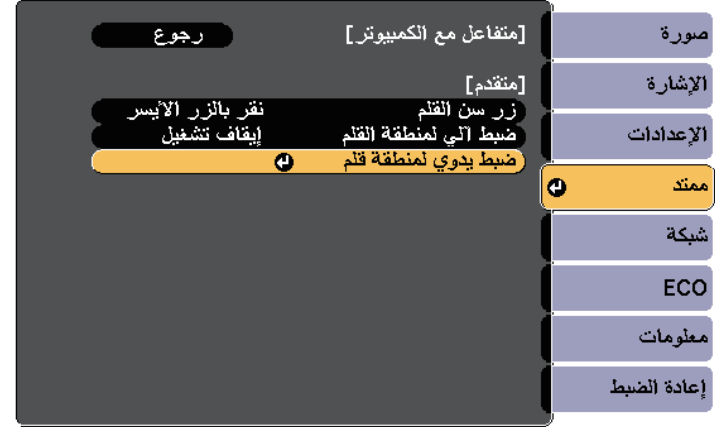 صورة
الإشارة
الإعدادات
ممتد
شبكة
ECO
معلومات
إعادة الضبط
[متفاعل مع الكمبيوتر] رجوع
[متقدم]
زر سن القلم نقر بالزر الأيسر
ضبط آلي لمنطقة القلم إيقاف تشغيل
ضبط يدوي لمنطقة قلم